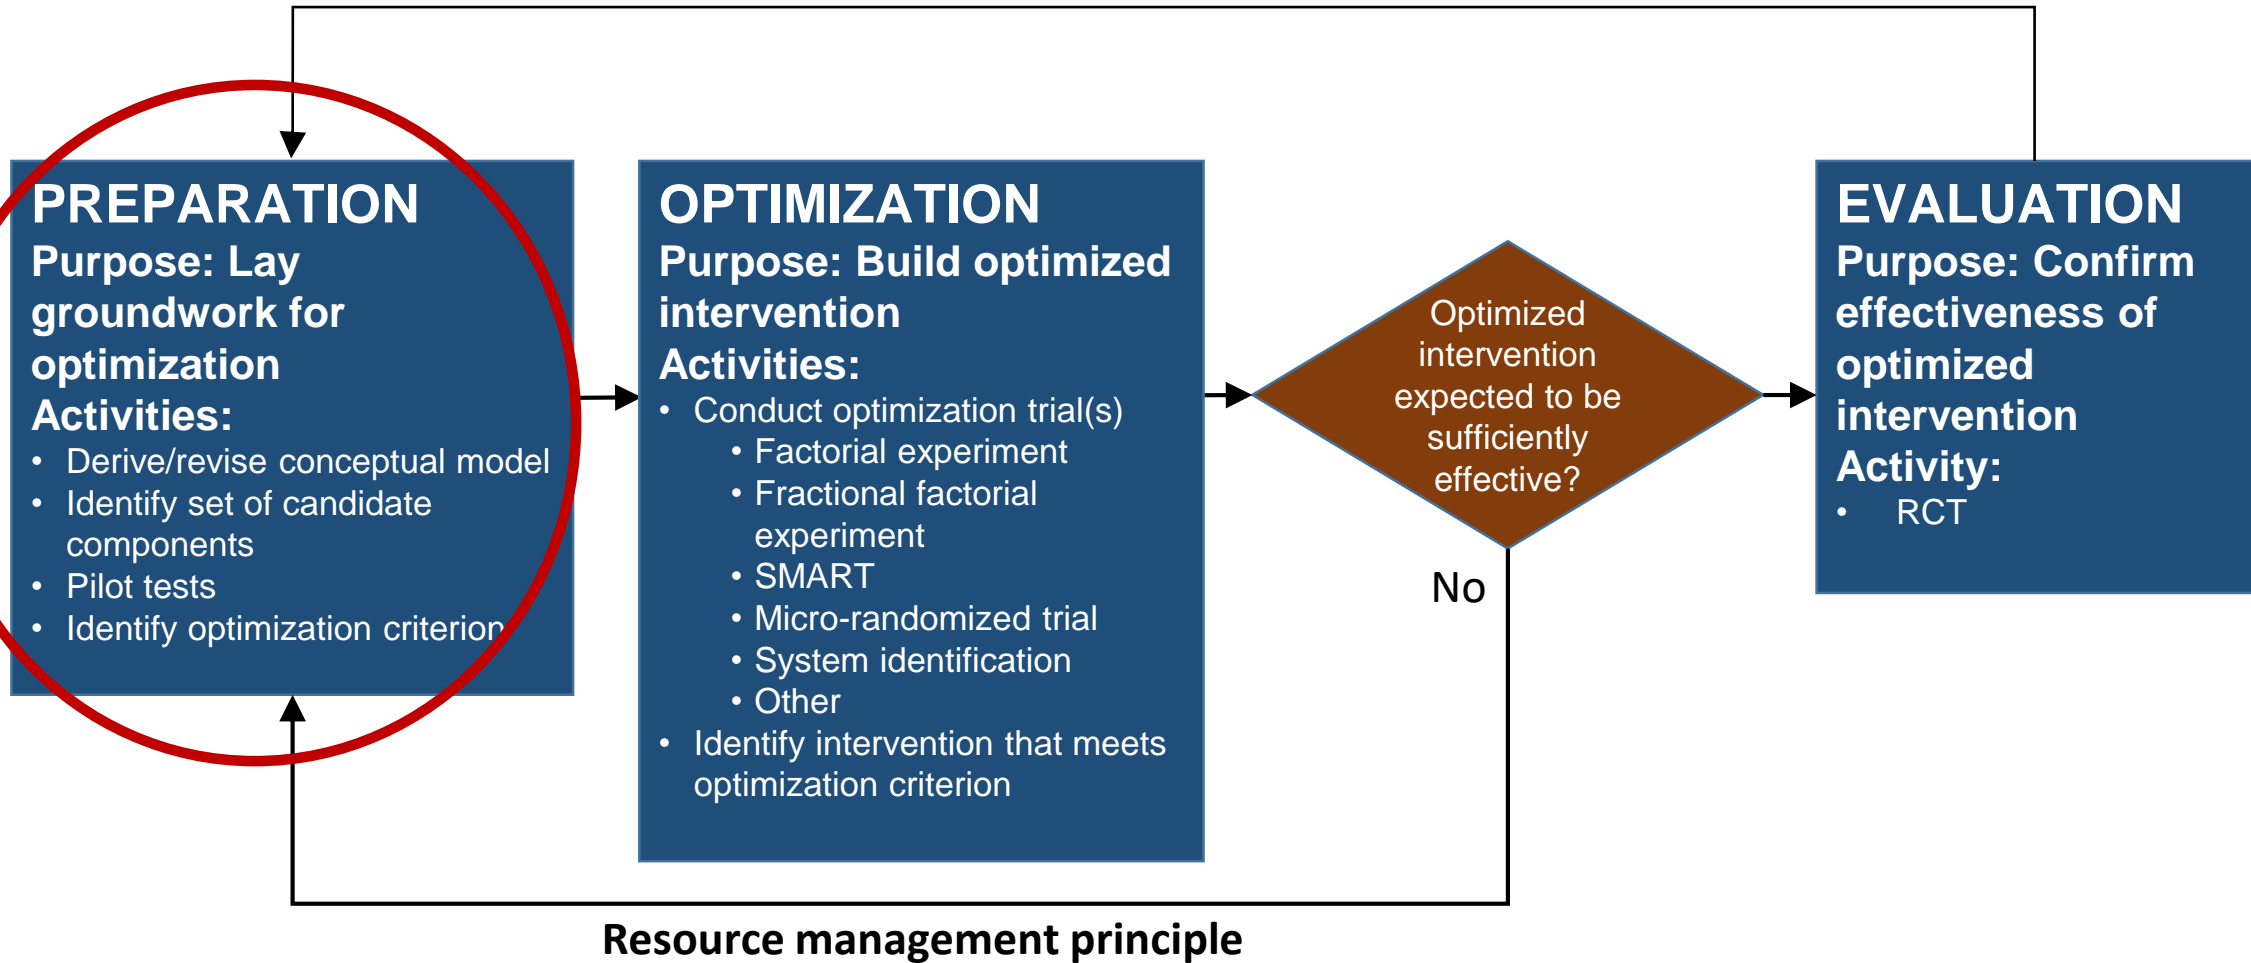 PREPARATION
Purpose: Lay
groundwork for
optimization
Activities:
• Derive/revise conceptual model
• Identify set of candidate
components
• Pilot tests
• Identify optimization criterion
OPTIMIZATION
Purpose: Build optimized
intervention
Activities:
• Conduct optimization trial(s)
• Factorial experiment
• Fractional factorial
experiment
• SMART
• Micro-randomized trial
• System identification
• Other
• Identify intervention that meets
optimization criterion
Optimized
intervention
expected to be
sufficiently
effective?
No
EVALUATION
Purpose: Confirm
effectiveness of
optimized
intervention
Activity:
• RCT
Resource management principle